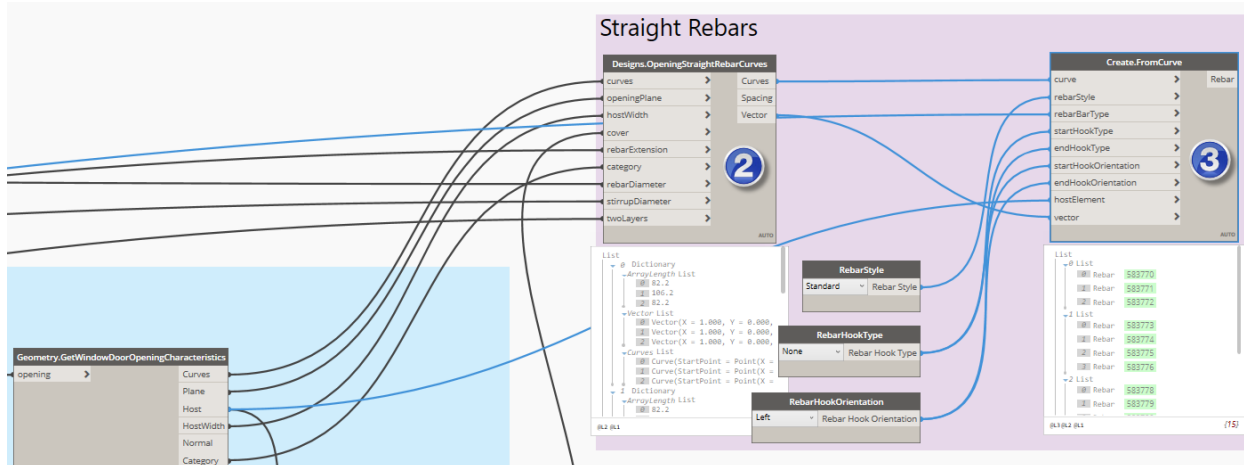 Straight Rebars
Designs.OpeningStraightRebarCurves
curves > Curves
openingPlane > Spacing
hostWidth > Vector
cover >
rebarExtension >
category >
rebarDiameter >
stirrupDiameter >
twoLayers >
AUTO
2
Create.FromCurve
curve > Rebar
rebarStyle >
rebarBarType >
startHookType >
endHookType >
startHookOrientation >
endHookOrientation >
hostElement >
vector >
AUTO
3
List
0 Dictionary
ArrayLength List
0 82.2
1 106.2
2 82.2
Vector List
0 Vector(X = 1.000, Y = 0.000,
1 Vector(X = 1.000, Y = 0.000,
2 Vector(X = 1.000, Y = 0.000,
Curves List
0 Curve(StartPoint = Point(X =
1 Curve(StartPoint = Point(X =
2 Curve(StartPoint = Point(X =
1 Dictionary
ArrayLength List
0 82.2
@L2 @L1
RebarStyle
Standard Rebar Style
RebarHookType
None Rebar Hook Type
RebarHookOrientation
Left Rebar Hook Orientation
List
0 List
0 Rebar 583770
1 Rebar 583771
2 Rebar 583772
1 List
0 Rebar 583773
1 Rebar 583774
2 Rebar 583775
3 Rebar 583776
2 List
0 Rebar 583778
1 Rebar 583779
@L3 @L2 @L1 {15}
Geometry.GetWindowDoorOpeningCharacteristics
opening > Curves
Plane
Host
HostWidth
Normal
Category